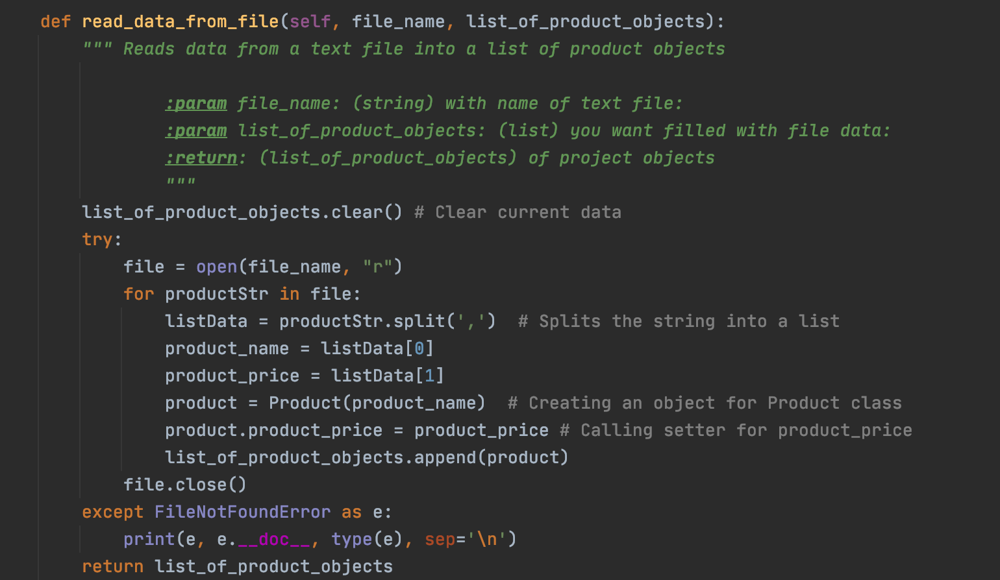 def read_data_from_file(self, file_name, list_of_product_objects):
""" Reads data from a text file into a list of product objects
:param file_name: (string) with name of text file:
:param list_of_product_objects: (list) you want filled with file data:
:return: (list_of_product_objects) of project objects
"""
list_of_product_objects.clear() # Clear current data
try:
file = open(file_name, "r")
for productStr in file:
listData = productStr.split(',')  # Splits the string into a list
product_name = listData[0]
product_price = listData[1]
product = Product(product_name)  # Creating an object for Product class
product.product_price = product_price # Calling setter for product_price
list_of_product_objects.append(product)
file.close()
except FileNotFoundError as e:
print(e, e.__doc__, type(e), sep='\n')
return list_of_product_objects